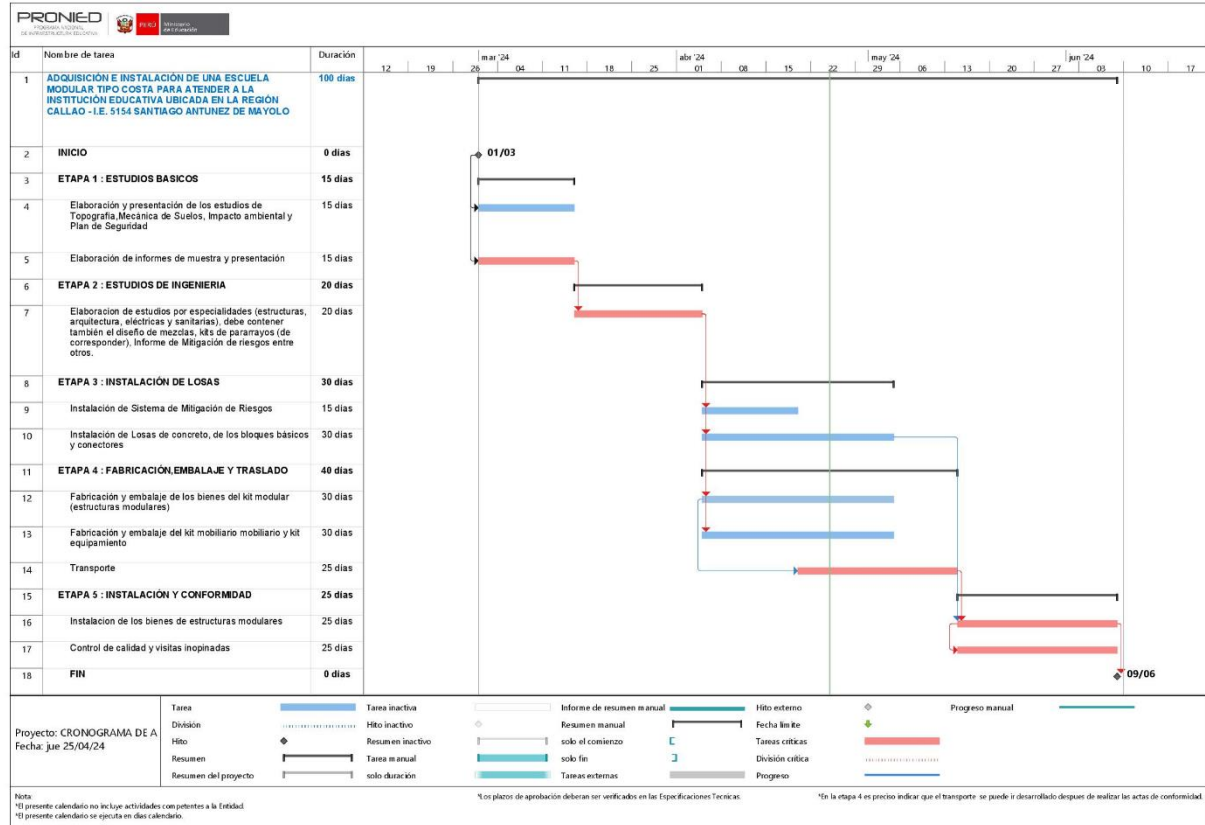 PRONIED
PROGRAMA NACIONAL
DE INFRAESTRUCTURA EDUCATIVA
PERÚ
Ministerio
de Educación
Id Nombre de tarea Duración
mar '24 abr '24 may '24 jun '24
12 19 26 04 11 18 25 01 08 15 22 29 06 13 20 27 03 10 17
1 ADQUISICIÓN E INSTALACIÓN DE UNA ESCUELA 100 días
MODULAR TIPO COSTA PARA ATENDER A LA
INSTITUCIÓN EDUCATIVA UBICADA EN LA REGIÓN
CALLAO - I.E. 5154 SANTIAGO ANTUNEZ DE MAYOLO
2 INICIO 0 días 01/03
3 ETAPA 1 : ESTUDIOS BASICOS 15 días
4 Elaboración y presentación de los estudios de 15 días
Topografía,Mecánica de Suelos, Impacto ambiental y
Plan de Seguridad
5 Elaboración de informes de muestra y presentación 15 días
6 ETAPA 2 : ESTUDIOS DE INGENIERIA 20 días
7 Elaboracion de estudios por especialidades (estructuras, 20 días
arquitectura, eléctricas y sanitarias), debe contener
también el diseño de mezclas, kits de pararrayos (de
corresponder), Informe de Mitigación de riesgos entre
otros.
8 ETAPA 3 : INSTALACIÓN DE LOSAS 30 días
9 Instalación de Sistema de Mitigación de Riesgos 15 días
10 Instalación de Losas de concreto, de los bloques básicos 30 días
y conectores
11 ETAPA 4 : FABRICACIÓN,EMBALAJE Y TRASLADO 40 días
12 Fabricación y embalaje de los bienes del kit modular 30 días
(estructuras modulares)
13 Fabricación y embalaje del kit mobiliario mobiliario y kit 30 días
equipamiento
14 Transporte 25 días
15 ETAPA 5 : INSTALACIÓN Y CONFORMIDAD 25 días
16 Instalacion de los bienes de estructuras modulares 25 días
17 Control de calidad y visitas inopinadas 25 días
18 FIN 0 días 09/06
Proyecto: CRONOGRAMA DE A
Fecha: jue 25/04/24
Tarea Tarea inactiva Informe de resumen manual Hito externo Progreso manual
División Hito inactivo Resumen manual Fecha límite
Hito Resumen inactivo solo el comienzo Tareas críticas
Resumen Tarea manual solo fin División crítica
Resumen del proyecto solo duración Tareas externas Progreso
Nota:
*El presente calendario no incluye actividades competentes a la Entidad.
*El presente calendario se ejecuta en días calendario.
*Los plazos de aprobación deberan ser verificados en las Especificaciones Tecnicas.
*En la etapa 4 es preciso indicar que el transporte se puede ir desarrollado despues de realizar las actas de conformidad.